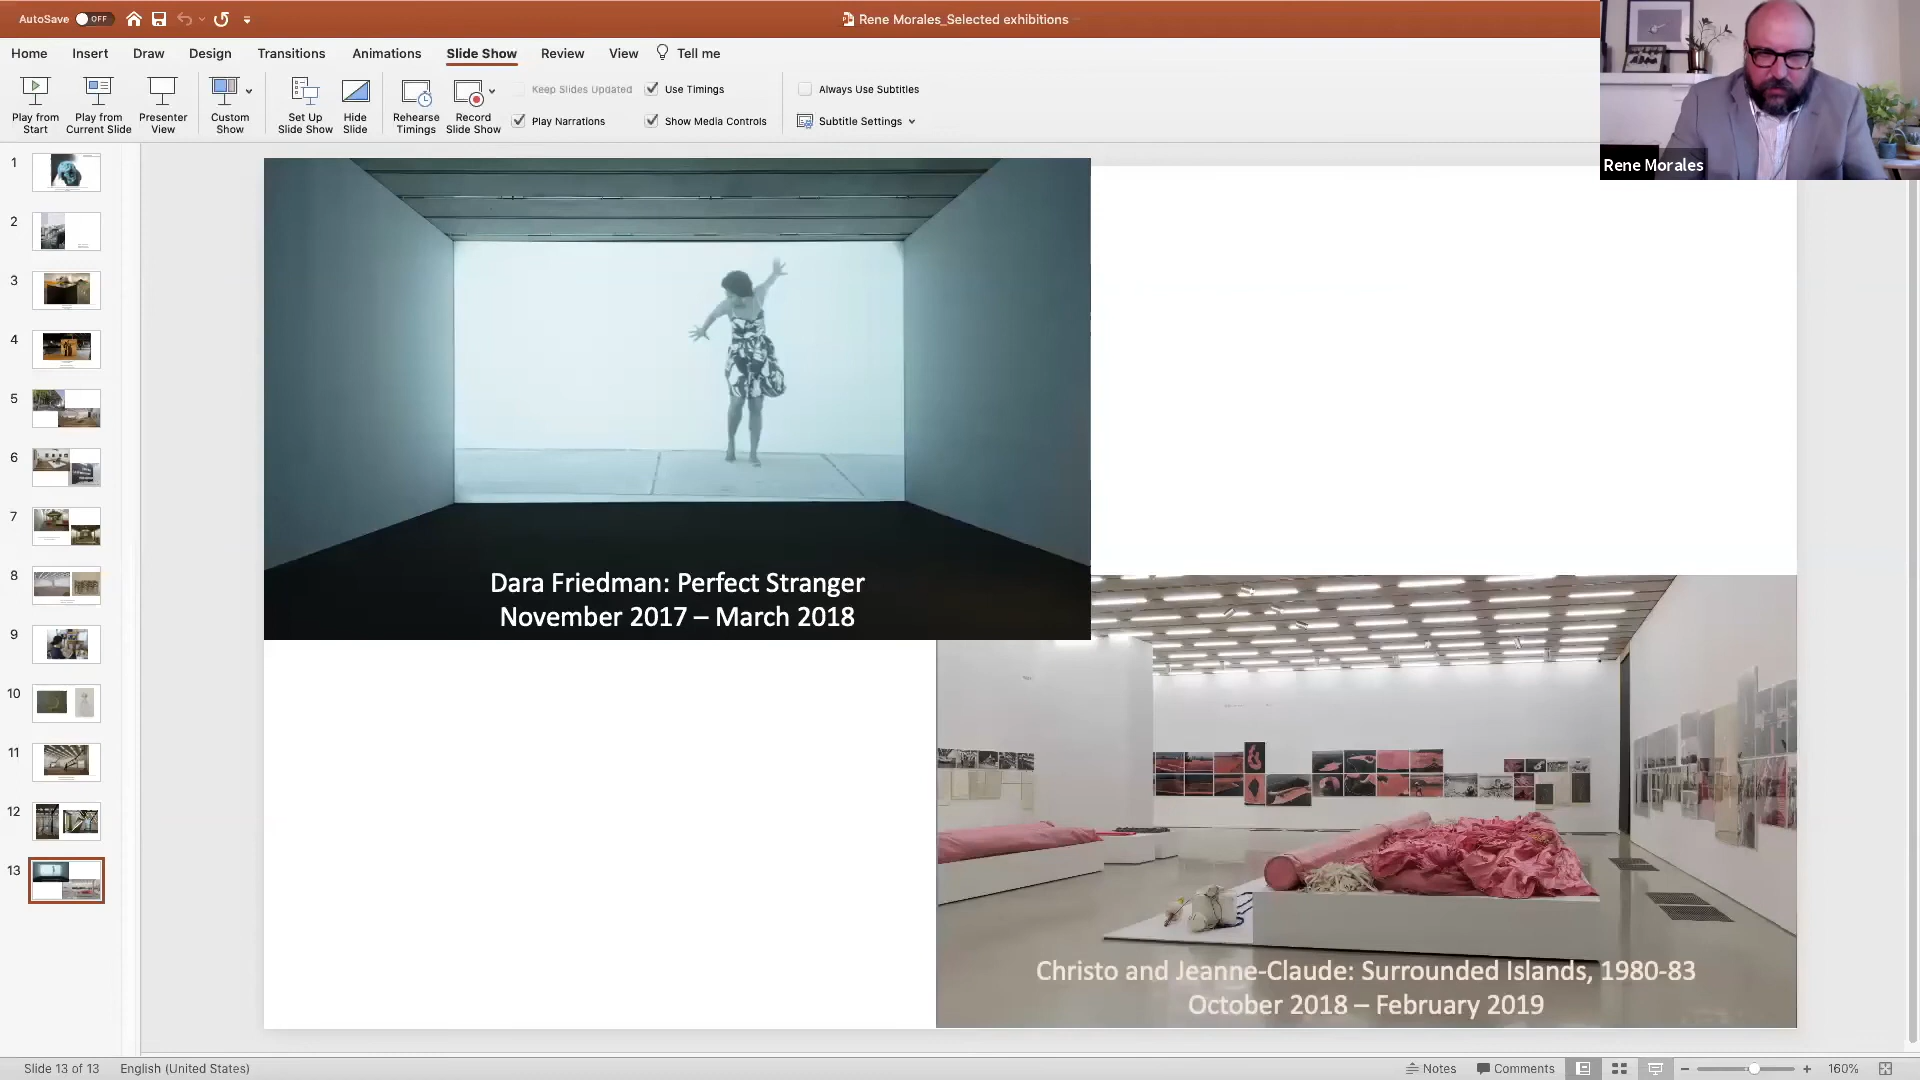 AutoSave OFF
Rene Morales_Selected exhibitions
Home Insert Draw Design Transitions Animations Slide Show Review View Tell me
Play from Start
Play from Current Slide
Presenter View
Custom Show
Set Up Slide Show
Hide Slide
Rehearse Timings
Record Slide Show
Keep Slides Updated
Play Narrations
Use Timings
Show Media Controls
Always Use Subtitles
Subtitle Settings
Rene Morales
1
2
3
4
5
6
7
8
9
10
11
12
13
Dara Friedman: Perfect Stranger
November 2017 – March 2018
Christo and Jeanne-Claude: Surrounded Islands, 1980-83
October 2018 – February 2019
Slide 13 of 13 English (United States) Notes Comments 160%